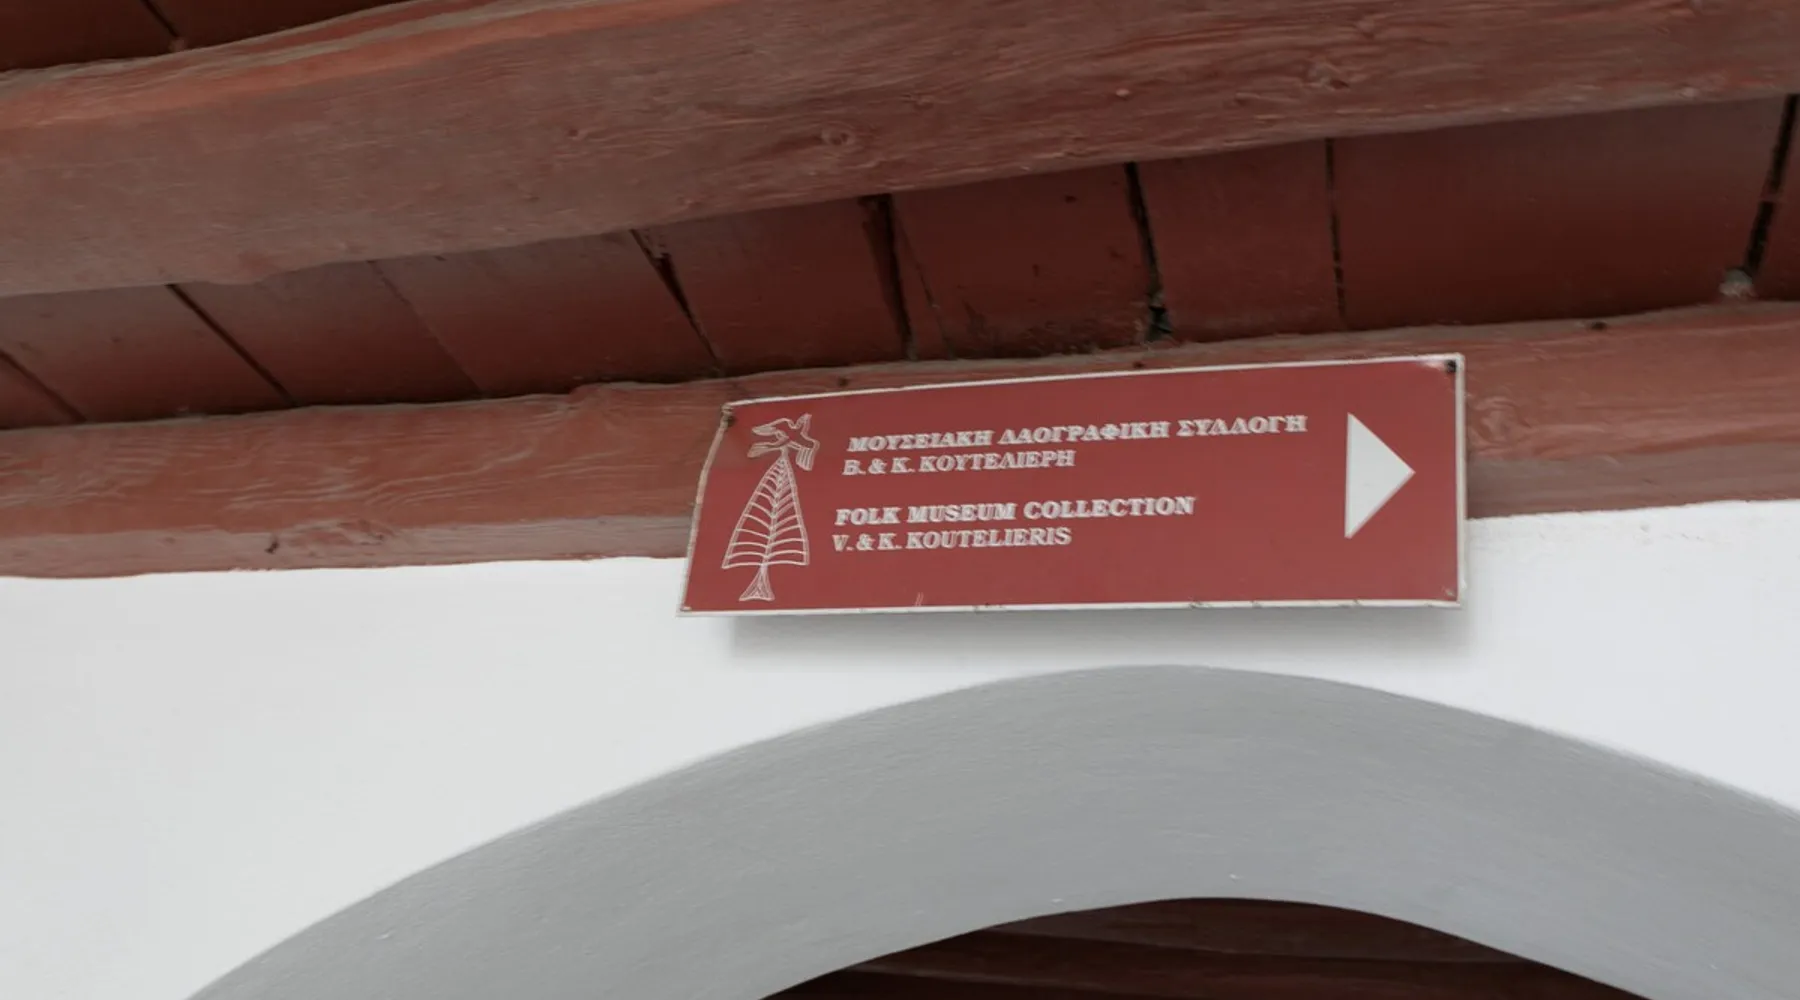 ΜΟΥΣΕΙΑΚΗ ΛΑΟΓΡΑΦΙΚΗ ΣΥΛΛΟΓΗ
Β. & Κ. ΚΟΥΤΕΛΙΕΡΗ
FOLK MUSEUM COLLECTION
V. & K. KOUTELIERIS